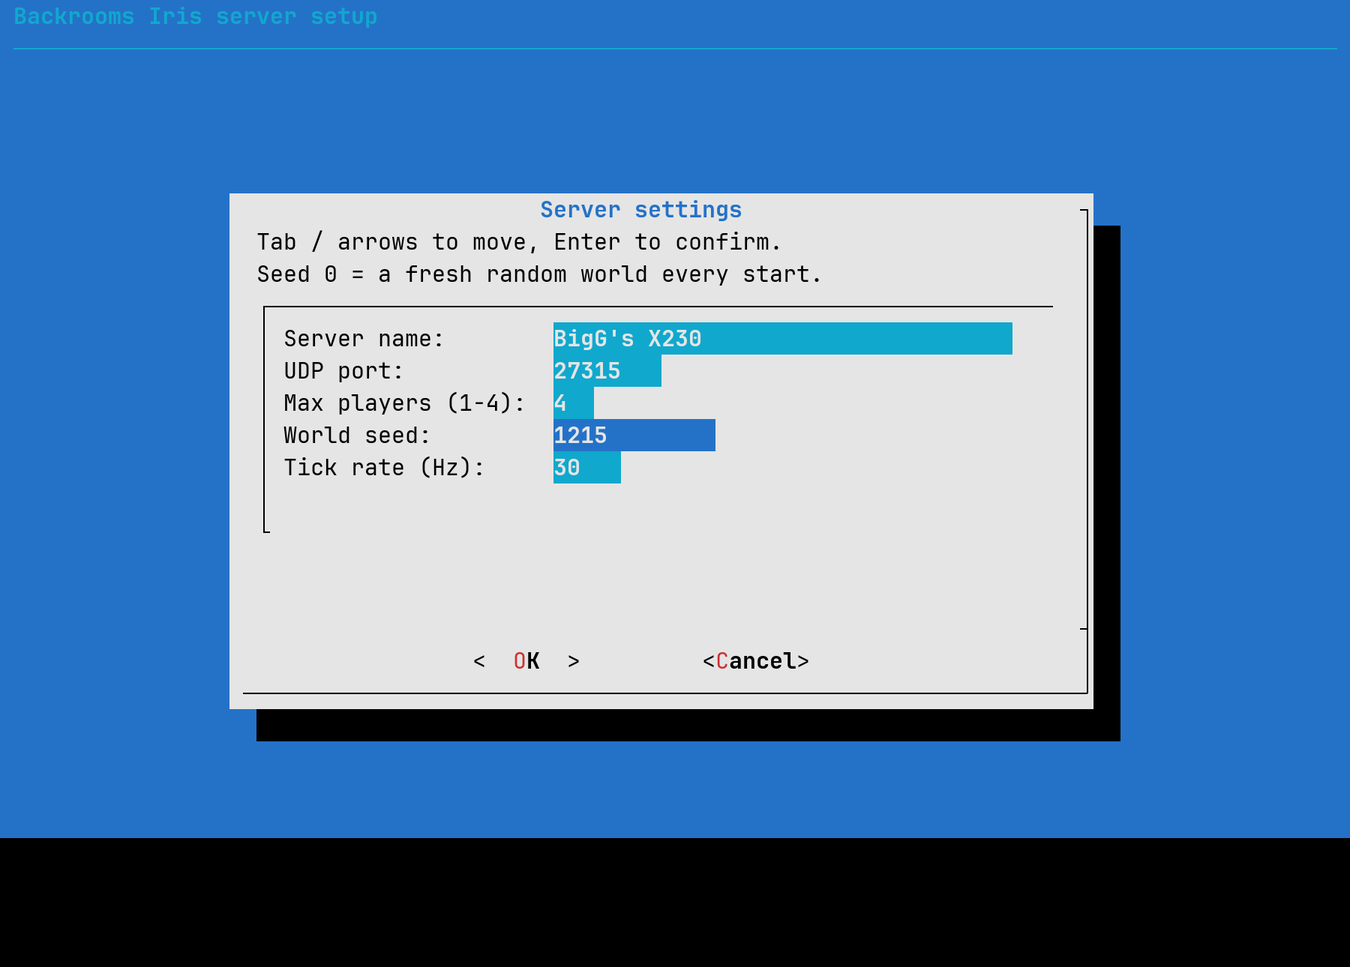 Backrooms Iris server setup
Server settings
Tab / arrows to move, Enter to confirm.
Seed 0 = a fresh random world every start.
Server name: BigG's X230
UDP port: 27315
Max players (1-4): 4
World seed: 1215
Tick rate (Hz): 30
< OK > <Cancel>